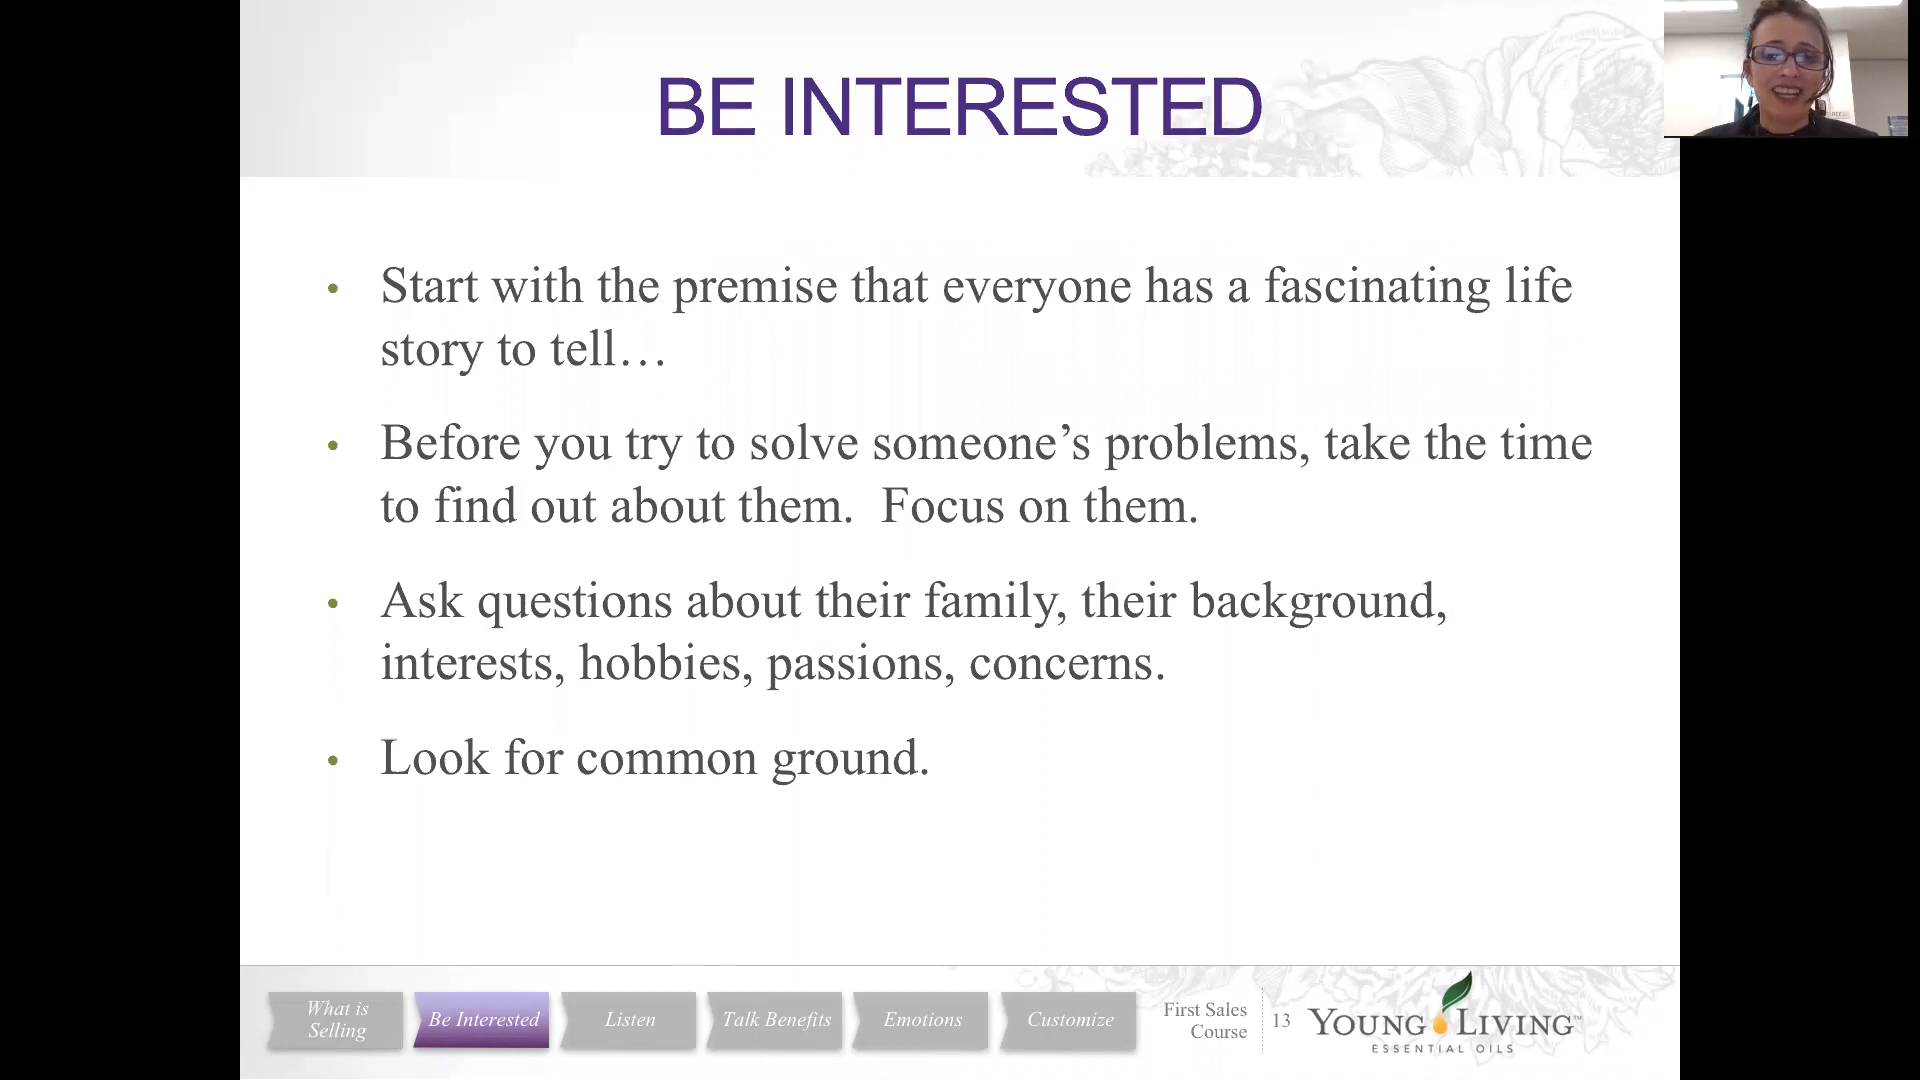 BE INTERESTED
• Start with the premise that everyone has a fascinating life
story to tell…
• Before you try to solve someone’s problems, take the time
to find out about them.  Focus on them.
• Ask questions about their family, their background,
interests, hobbies, passions, concerns.
• Look for common ground.
What is
Selling
Be Interested
Listen
Talk Benefits
Emotions
Customize
First Sales
Course
13
YOUNG LIVING™
ESSENTIAL OILS